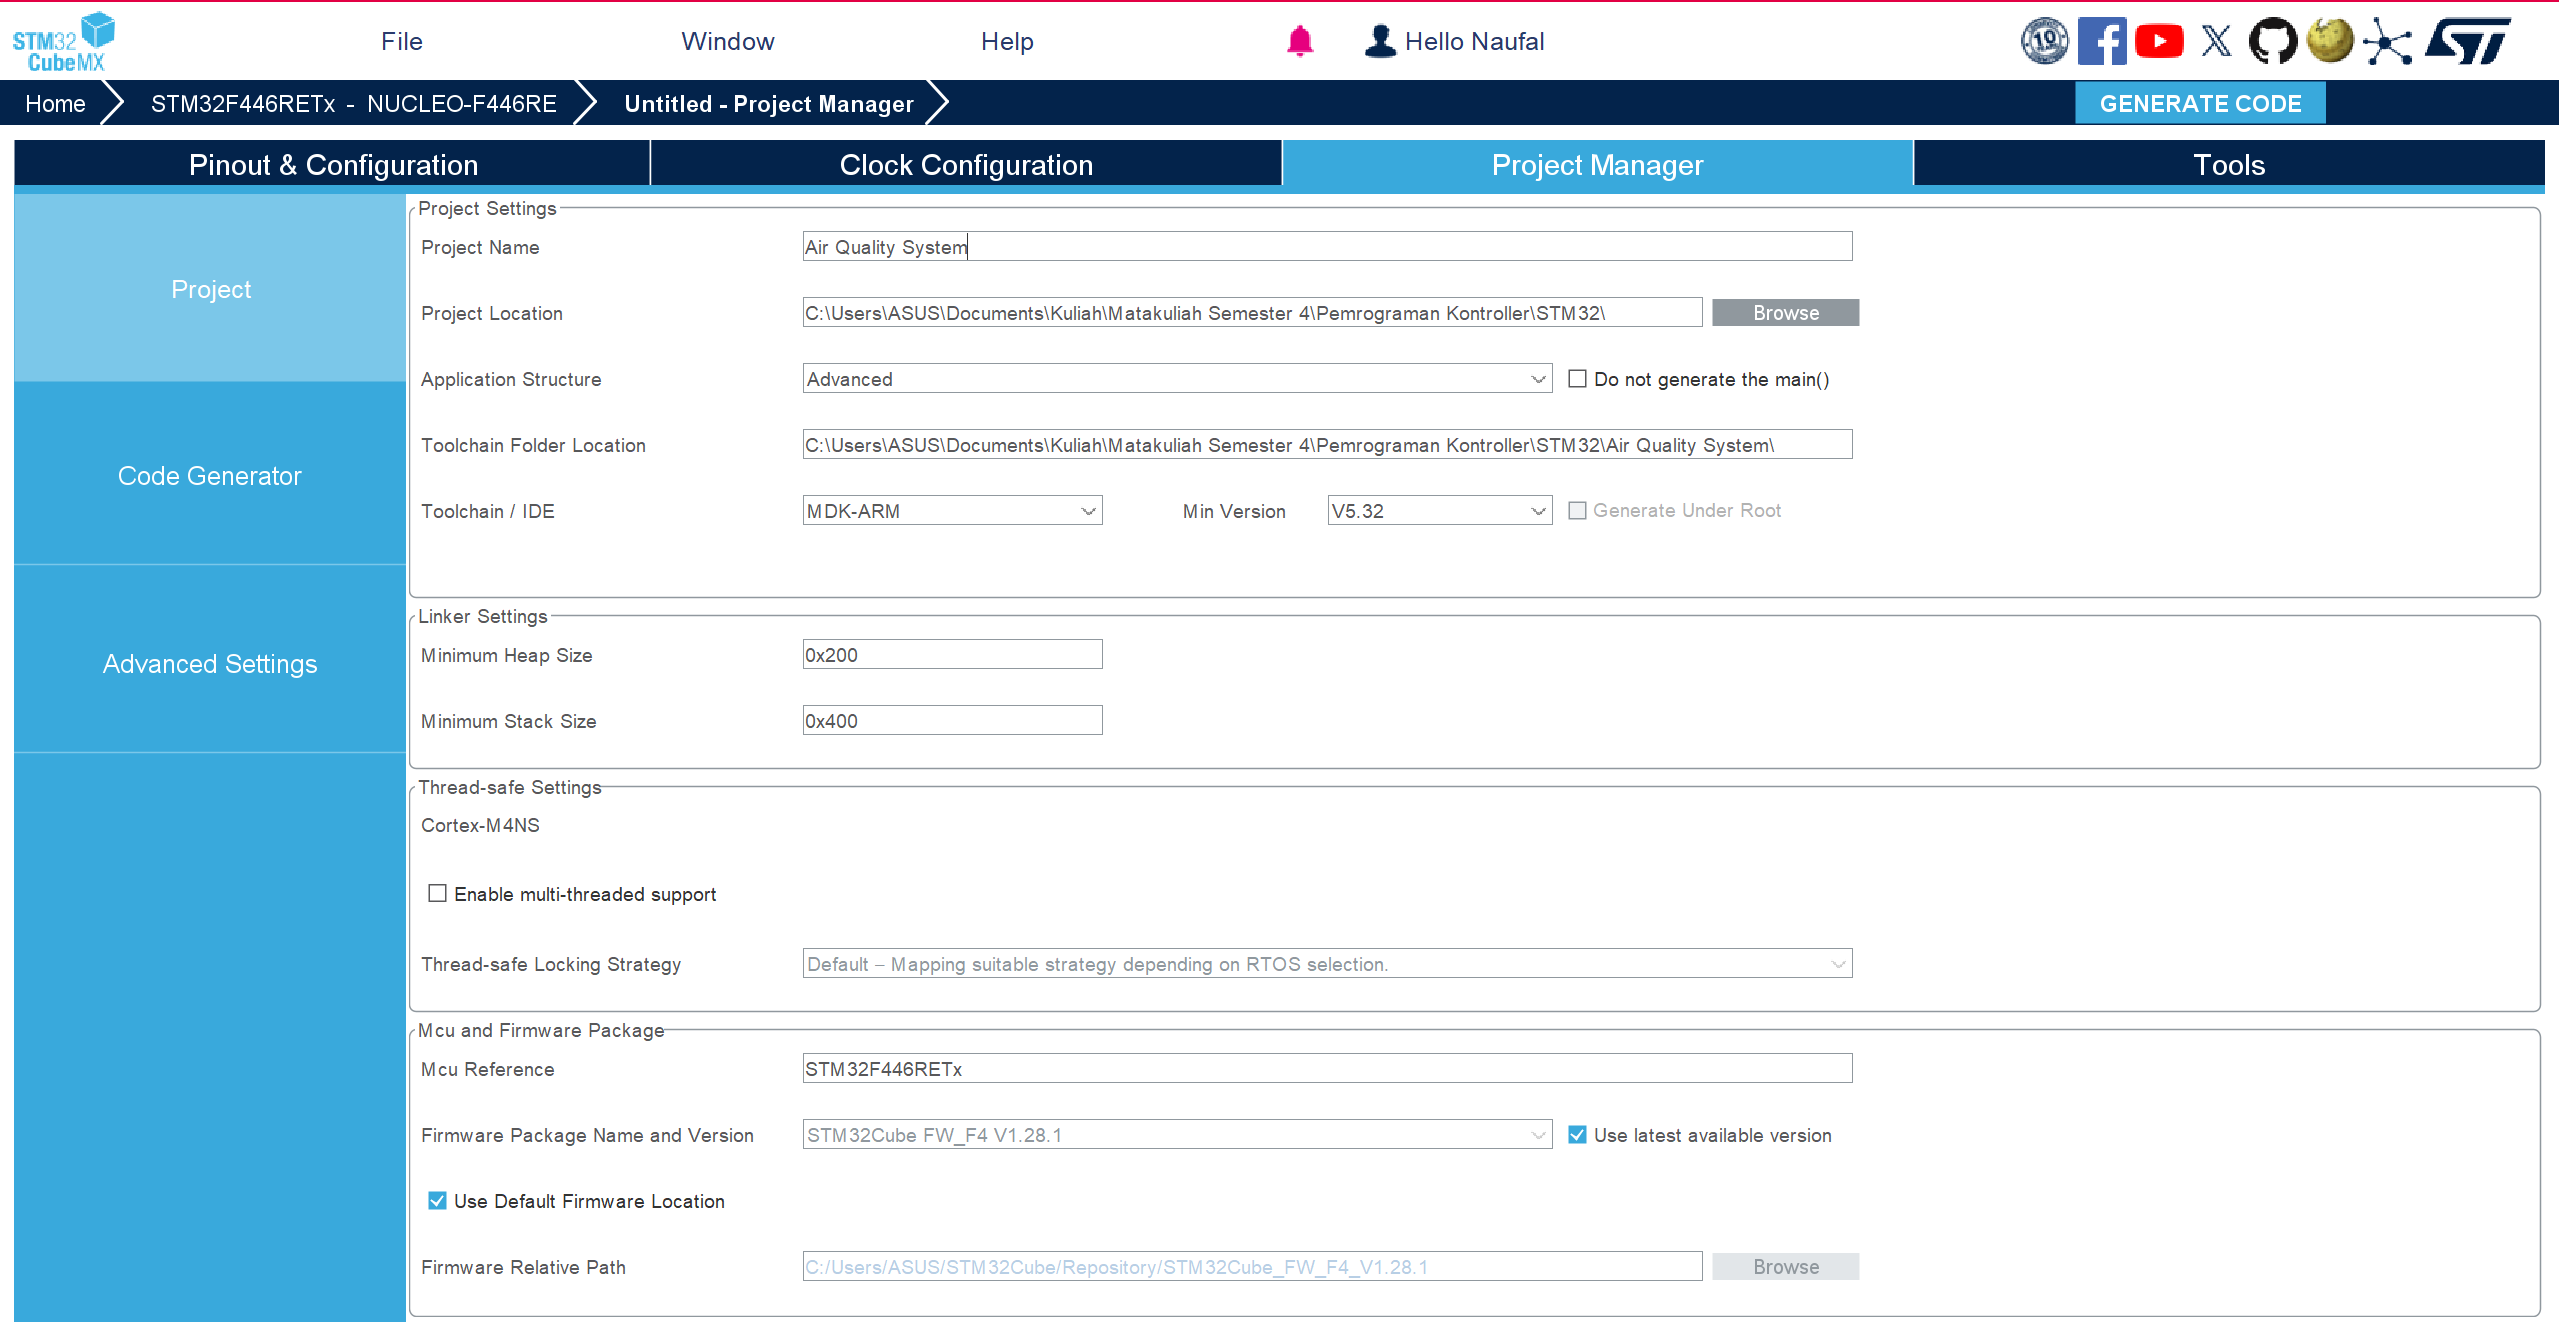 STM32 CubeMX
File Window Help Hello Naufal
10
ST
Home STM32F446RETx - NUCLEO-F446RE Untitled - Project Manager GENERATE CODE
Pinout & Configuration Clock Configuration Project Manager Tools
Project
Code Generator
Advanced Settings
Project Settings
Project Name Air Quality System
Project Location C:\Users\ASUS\Documents\Kuliah\Matakuliah Semester 4\Pemrograman Kontroller\STM32\ Browse
Application Structure Advanced Do not generate the main()
Toolchain Folder Location C:\Users\ASUS\Documents\Kuliah\Matakuliah Semester 4\Pemrograman Kontroller\STM32\Air Quality System\
Toolchain / IDE MDK-ARM Min Version V5.32 Generate Under Root
Linker Settings
Minimum Heap Size 0x200
Minimum Stack Size 0x400
Thread-safe Settings
Cortex-M4NS
Enable multi-threaded support
Thread-safe Locking Strategy Default – Mapping suitable strategy depending on RTOS selection.
Mcu and Firmware Package
Mcu Reference STM32F446RETx
Firmware Package Name and Version STM32Cube FW_F4 V1.28.1 Use latest available version
Use Default Firmware Location
Firmware Relative Path C:/Users/ASUS/STM32Cube/Repository/STM32Cube_FW_F4_V1.28.1 Browse